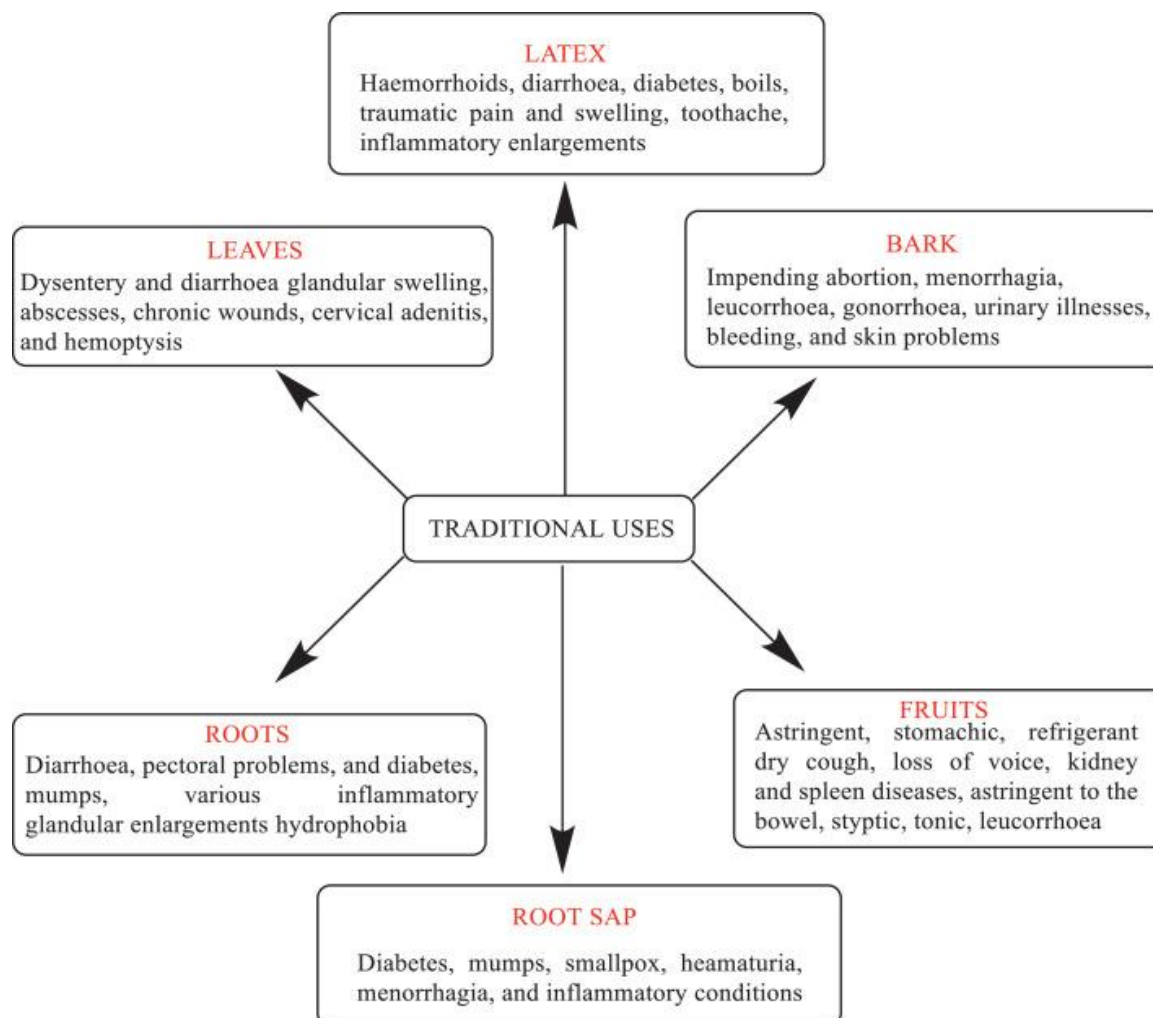 LATEX
Haemorrhoids, diarrhoea, diabetes, boils,
traumatic pain and swelling, toothache,
inflammatory enlargements
LEAVES
Dysentery and diarrhoea glandular swelling,
abscesses, chronic wounds, cervical adenitis,
and hemoptysis
BARK
Impending abortion, menorrhagia,
leucorrhoea, gonorrhoea, urinary illnesses,
bleeding, and skin problems
TRADITIONAL USES
ROOTS
Diarrhoea, pectoral problems, and diabetes,
mumps, various inflammatory
glandular enlargements hydrophobia
FRUITS
Astringent, stomachic, refrigerant
dry cough, loss of voice, kidney
and spleen diseases, astringent to the
bowel, styptic, tonic, leucorrhoea
ROOT SAP
Diabetes, mumps, smallpox, heamaturia,
menorrhagia, and inflammatory conditions